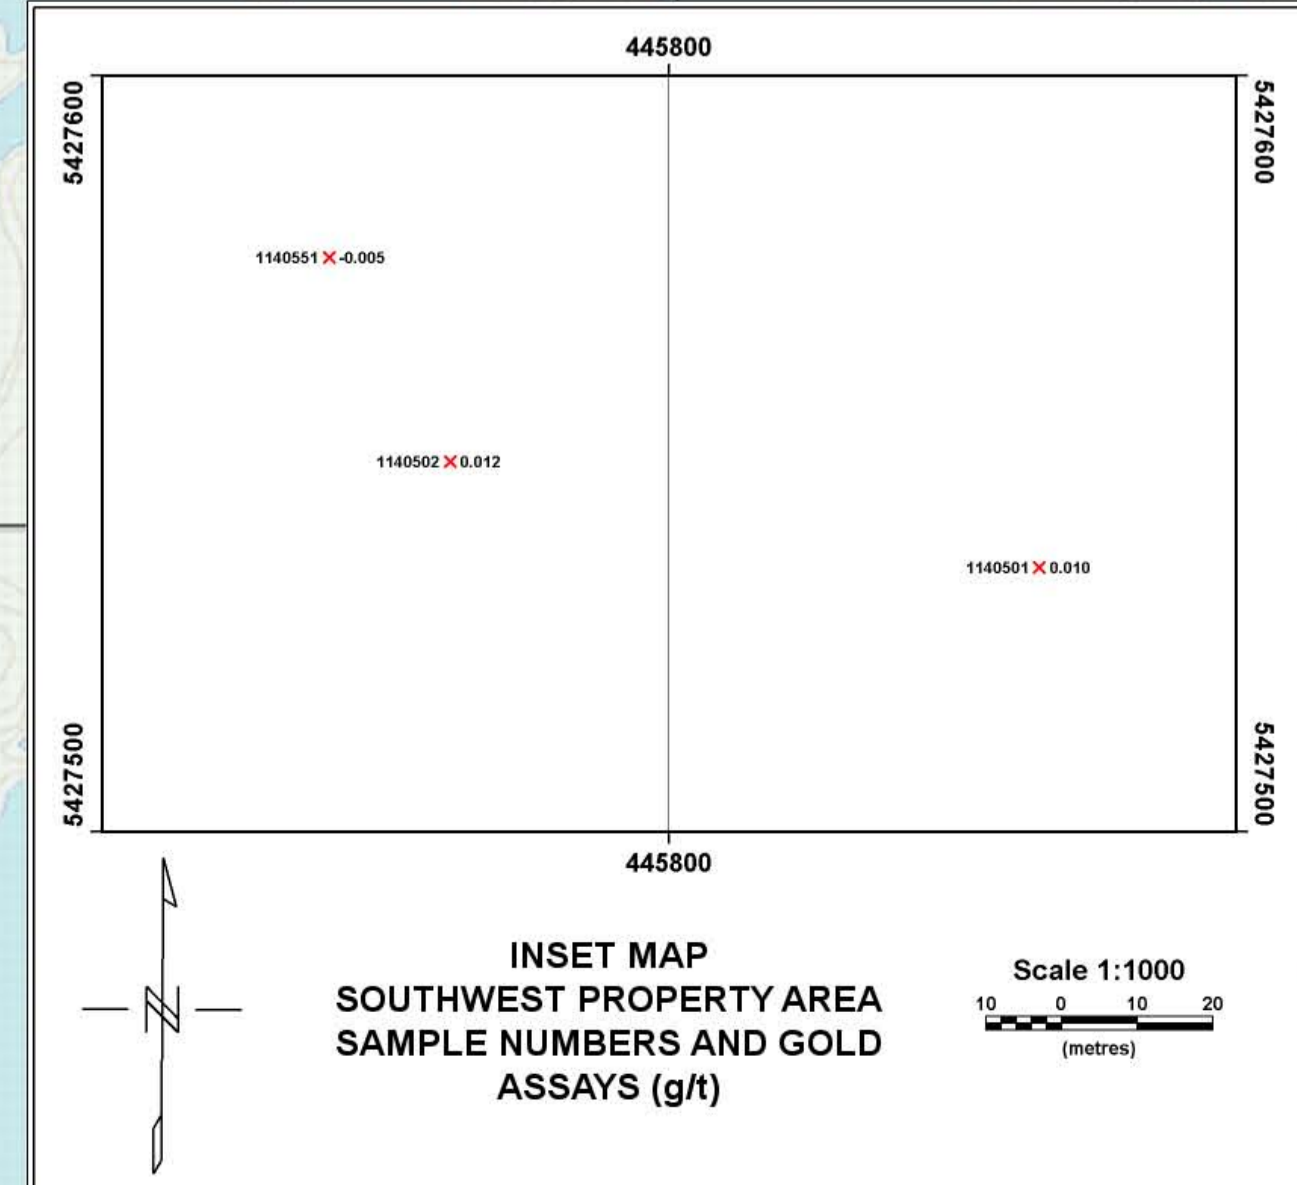 445800
5427600
5427600
1140551 × -0.005
1140502 × 0.012
1140501 × 0.010
5427500
5427500
445800
N
INSET MAP
SOUTHWEST PROPERTY AREA
SAMPLE NUMBERS AND GOLD
ASSAYS (g/t)
Scale 1:1000
10 0 10 20
(metres)